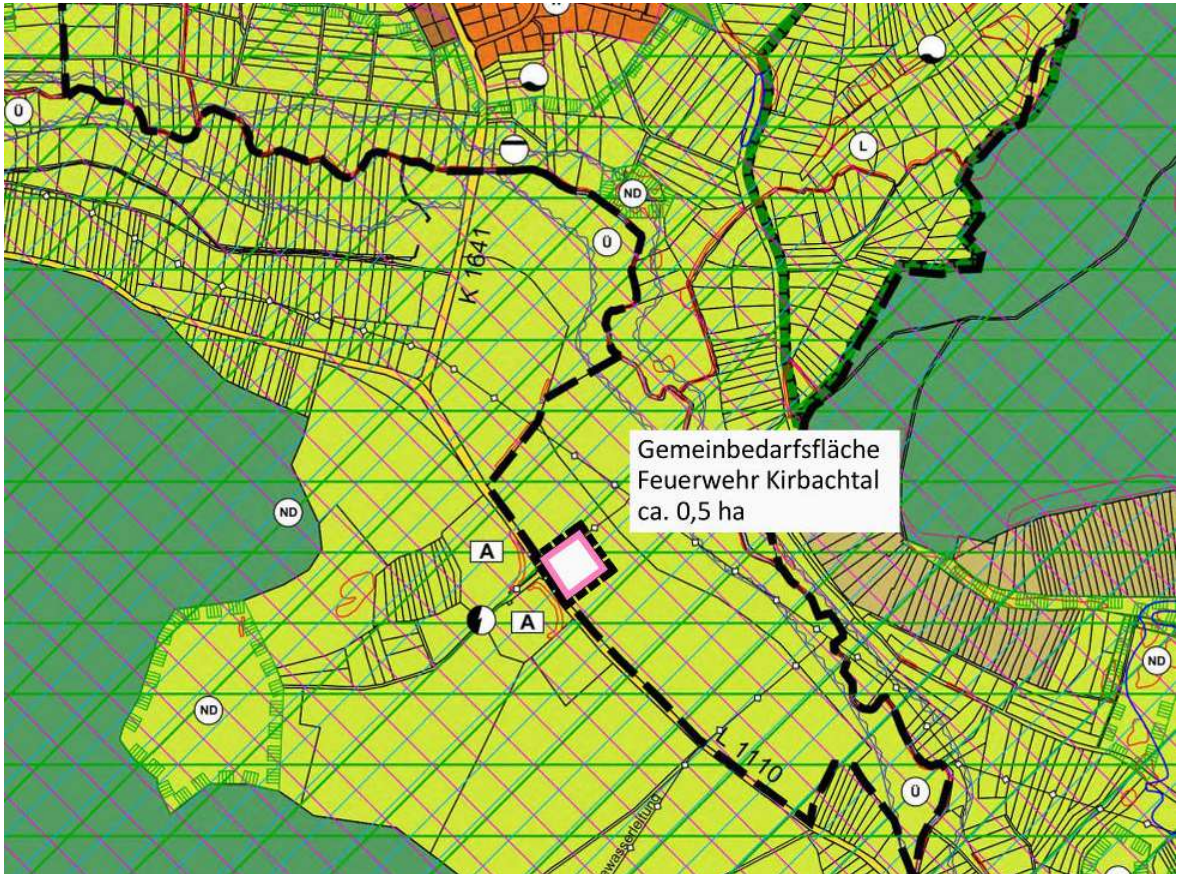 Ü
L
ND
Ü
K 1641
Gemeinbedarfsfläche
Feuerwehr Kirbachtal
ca. 0,5 ha
ND
A
A
ND
ND
L 1110
Ü